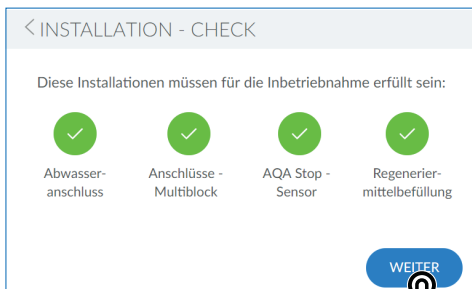 INSTALLATION - CHECK
Diese Installationen müssen für die Inbetriebnahme erfüllt sein:
Abwasser-
anschluss
Anschlüsse -
Multiblock
AQA Stop -
Sensor
Regenerier-
mittelbefüllung
WEITER